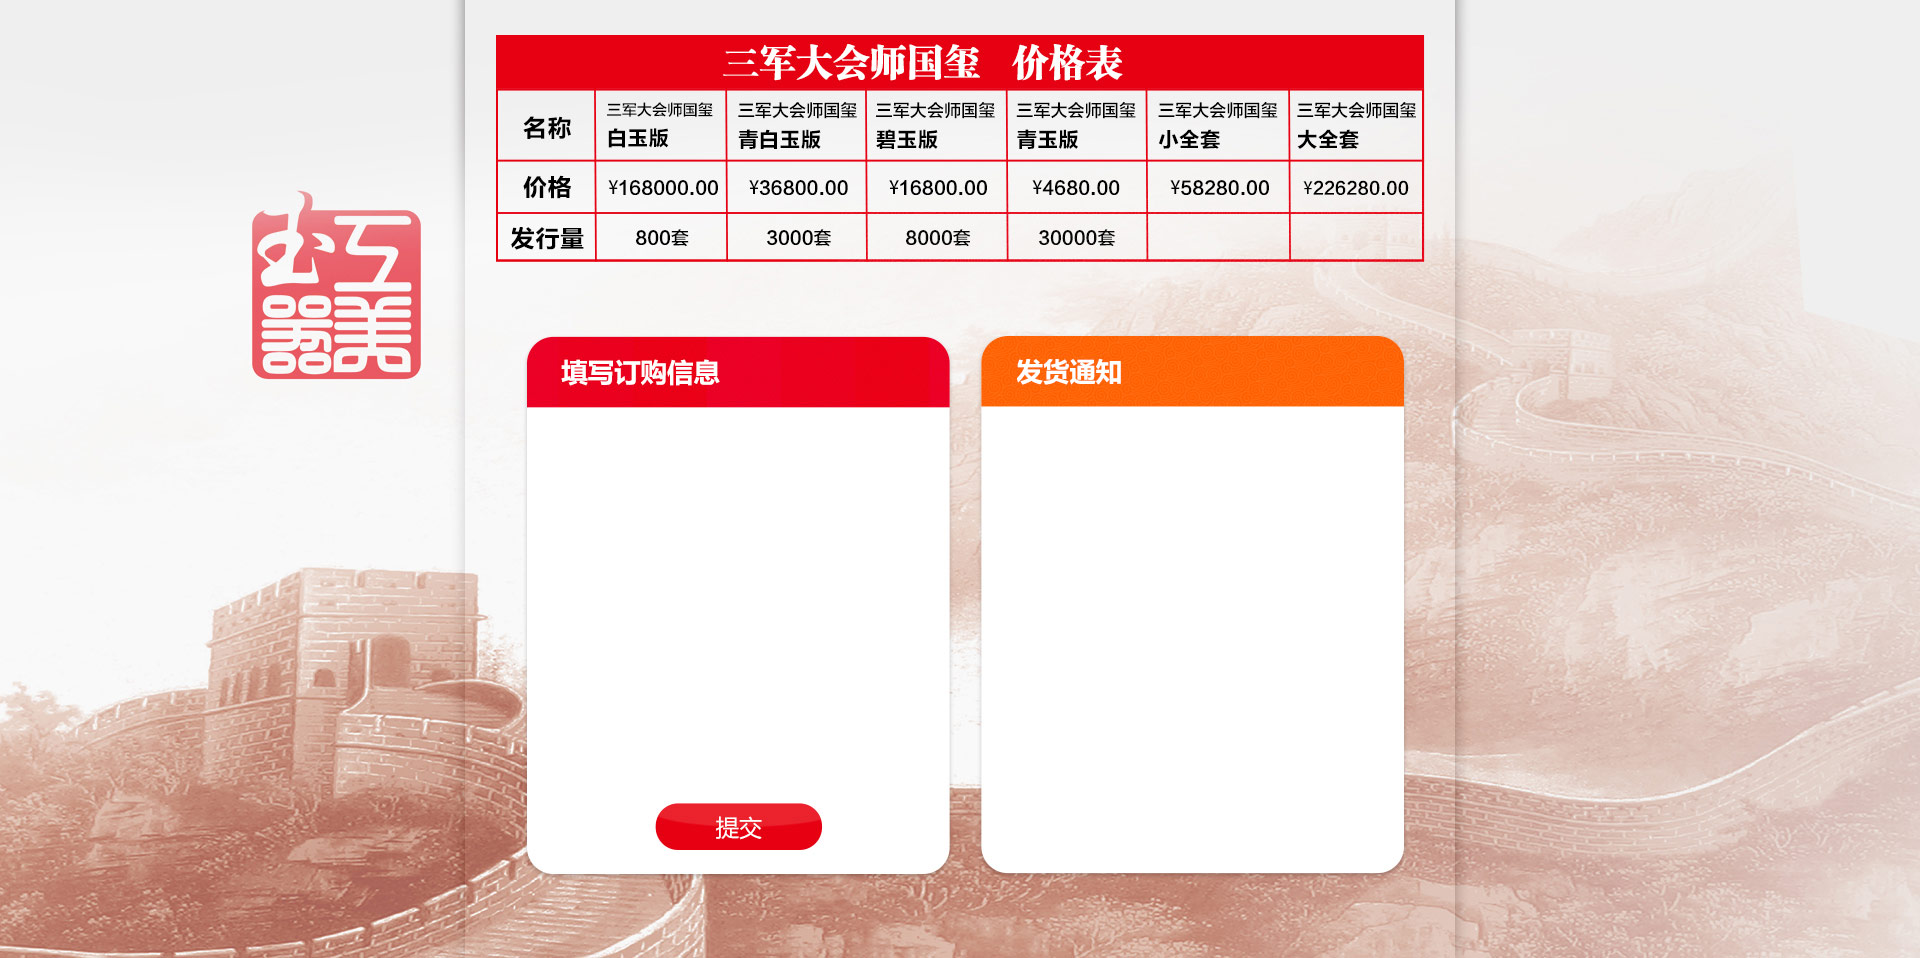 三军大会师国玺 价格表
名称 三军大会师国玺 三军大会师国玺 三军大会师国玺 三军大会师国玺 三军大会师国玺 三军大会师国玺
白玉版 青白玉版 碧玉版 青玉版 小全套 大全套
价格 ¥168000.00 ¥36800.00 ¥16800.00 ¥4680.00 ¥58280.00 ¥226280.00
发行量 800套 3000套 8000套 30000套
工美
玉器
填写订购信息
发货通知
提交